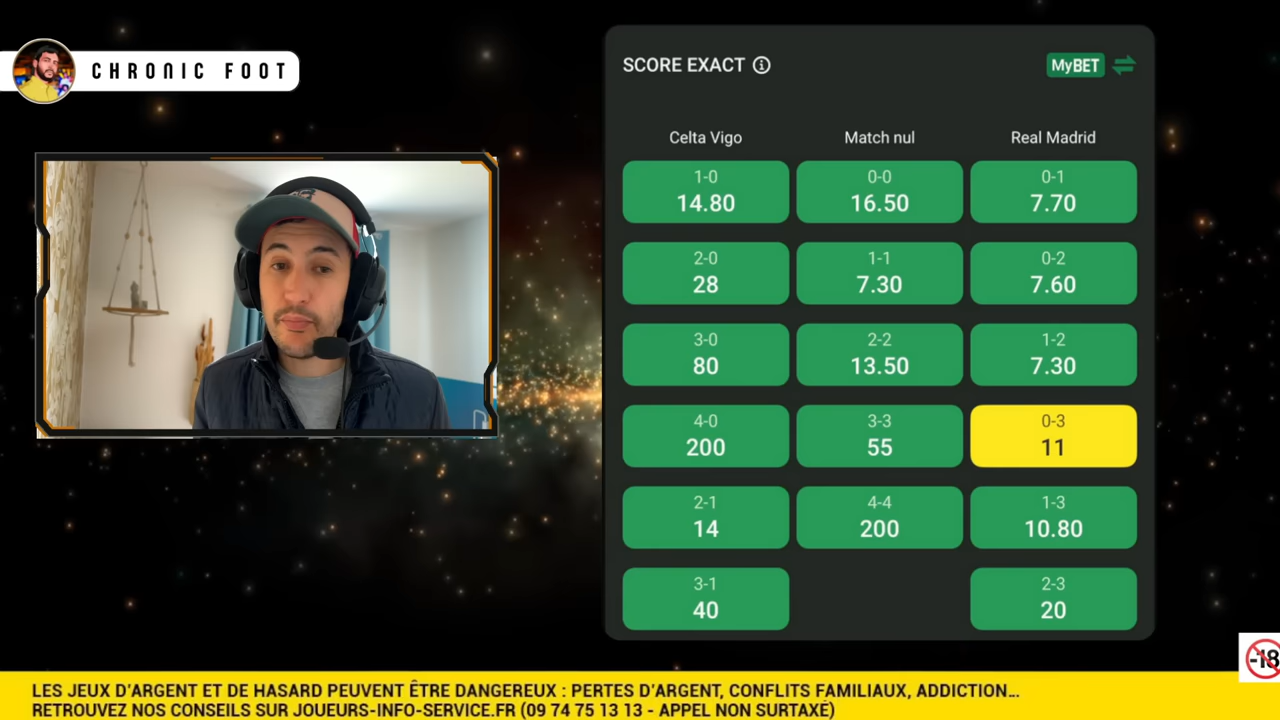 CHRONIC FOOT
SCORE EXACT
MyBET
Celta Vigo Match nul Real Madrid
1-0 0-0 0-1
14.80 16.50 7.70
2-0 1-1 0-2
28 7.30 7.60
3-0 2-2 1-2
80 13.50 7.30
4-0 3-3 0-3
200 55 11
2-1 4-4 1-3
14 200 10.80
3-1 2-3
40 20
-18
LES JEUX D'ARGENT ET DE HASARD PEUVENT ÊTRE DANGEREUX : PERTES D'ARGENT, CONFLITS FAMILIAUX, ADDICTION...
RETROUVEZ NOS CONSEILS SUR JOUEURS-INFO-SERVICE.FR (09 74 75 13 13 - APPEL NON SURTAXÉ)